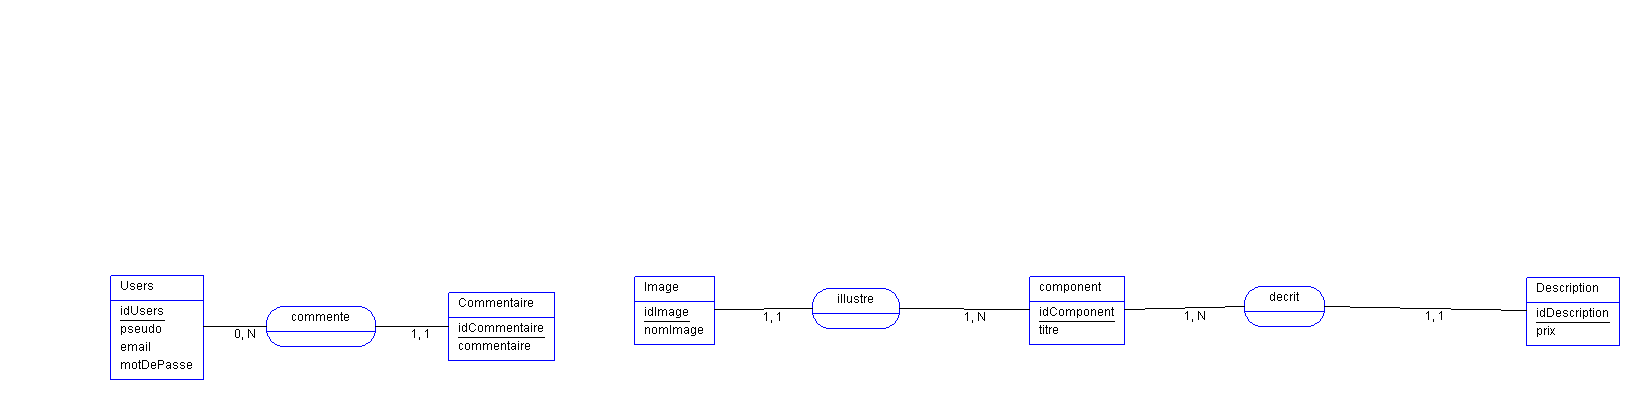 Users
idUsers
pseudo
email
motDePasse
0, N
commente
1, 1
Commentaire
idCommentaire
commentaire
Image
idImage
nomImage
1, 1
illustre
1, N
component
idComponent
titre
1, N
decrit
1, 1
Description
idDescription
prix